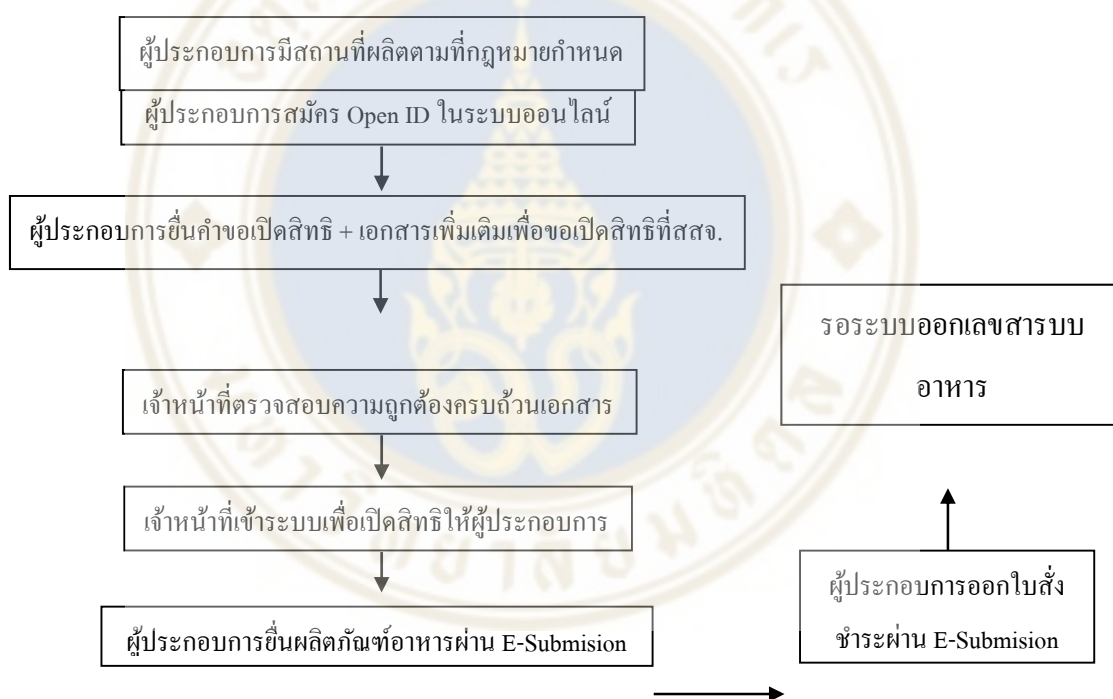 ผู้ประกอบการมีสถานที่ผลิตตามที่กฎหมายกำหนด
ผู้ประกอบการสมัคร Open ID ในระบบออนไลน์
ผู้ประกอบการยื่นคำขอเปิดสิทธิ + เอกสารเพิ่มเติมเพื่อขอเปิดสิทธิที่สสจ.
เจ้าหน้าที่ตรวจสอบความถูกต้องครบถ้วนเอกสาร
เจ้าหน้าที่เข้าระบบเพื่อเปิดสิทธิให้ผู้ประกอบการ
ผู้ประกอบการยื่นผลิตภัณฑ์อาหารผ่าน E-Submision
ผู้ประกอบการออกใบสั่ง
ชำระผ่าน E-Submision
รอระบบออกเลขสารบบ
อาหาร